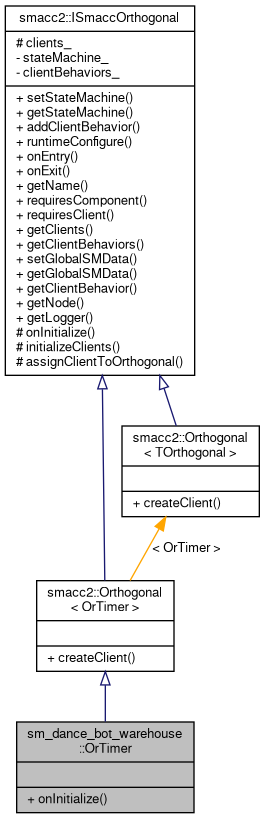 smacc2::ISmaccOrthogonal
# clients_
- stateMachine_
- clientBehaviors_
+ setStateMachine()
+ getStateMachine()
+ addClientBehavior()
+ runtimeConfigure()
+ onEntry()
+ onExit()
+ getName()
+ requiresComponent()
+ requiresClient()
+ getClients()
+ getClientBehaviors()
+ setGlobalSMData()
+ getGlobalSMData()
+ getClientBehavior()
+ getNode()
+ getLogger()
# onInitialize()
# initializeClients()
# assignClientToOrthogonal()
smacc2::Orthogonal
< TOrthogonal >
+ createClient()
< OrTimer >
smacc2::Orthogonal
< OrTimer >
+ createClient()
sm_dance_bot_warehouse
::OrTimer
+ onInitialize()